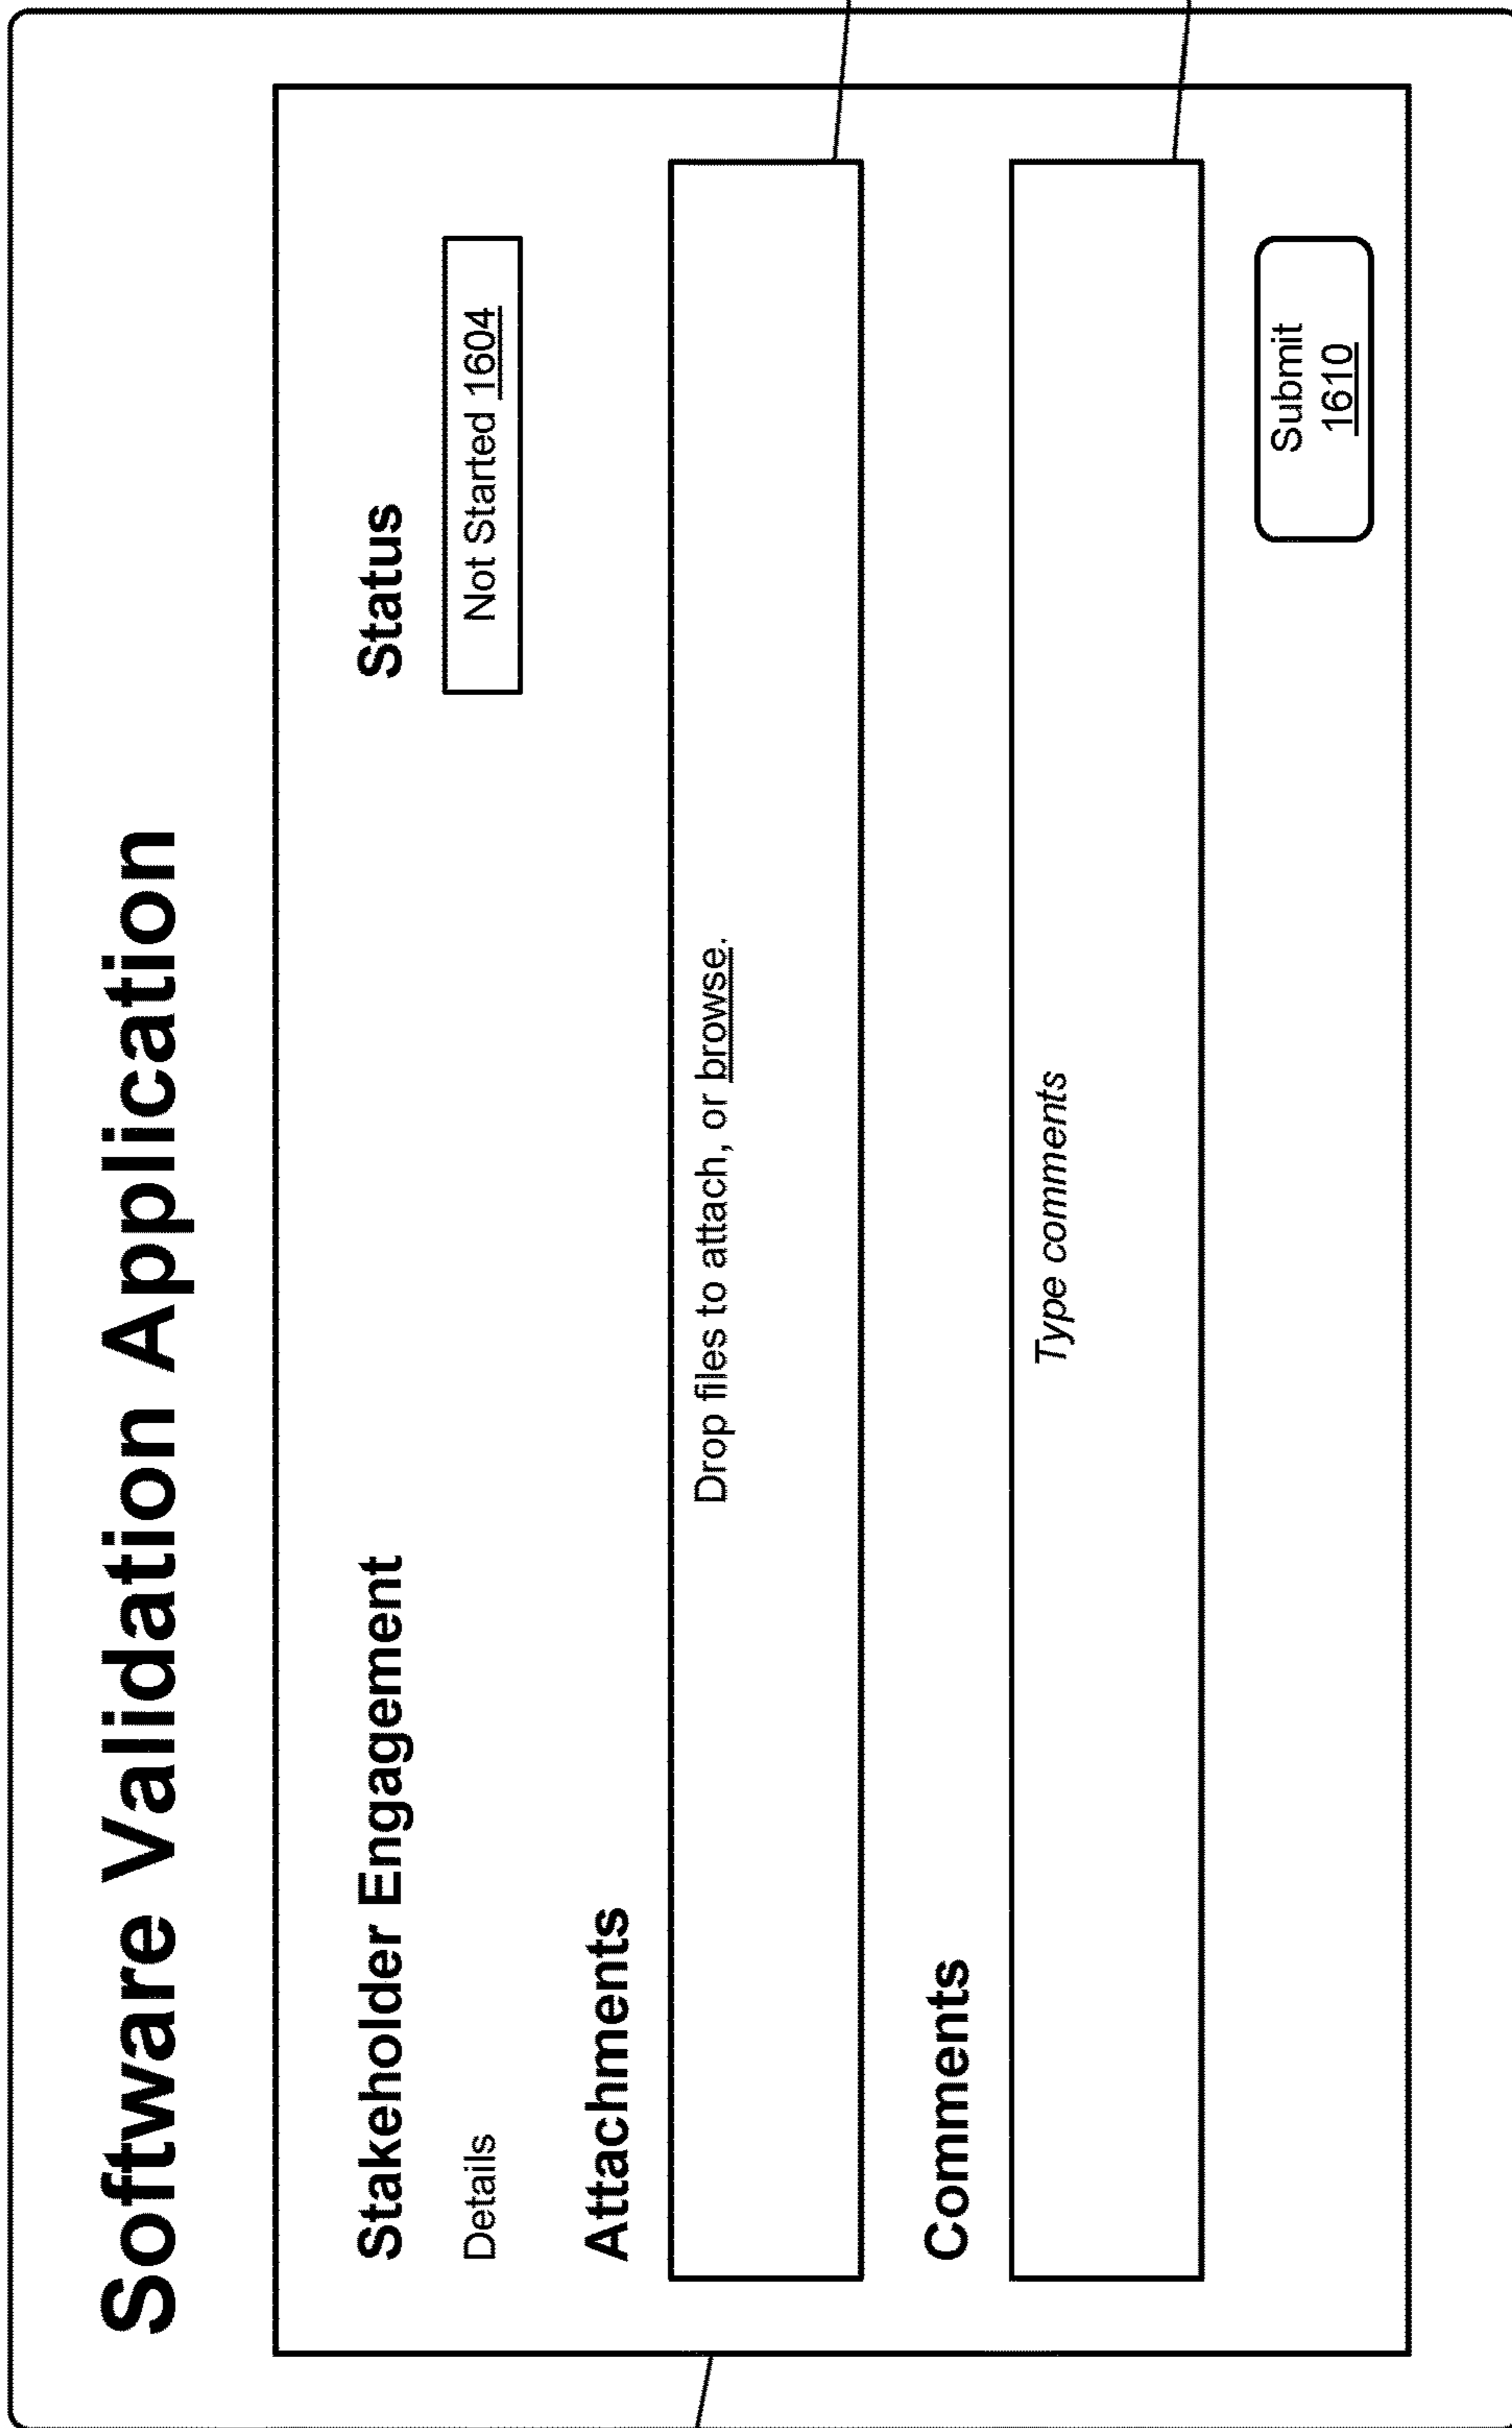 Software Validation Application
Stakeholder Engagement
Status
Details
Not Started 1604
Attachments
Drop files to attach, or browse.
Comments
Type comments
Submit
1610